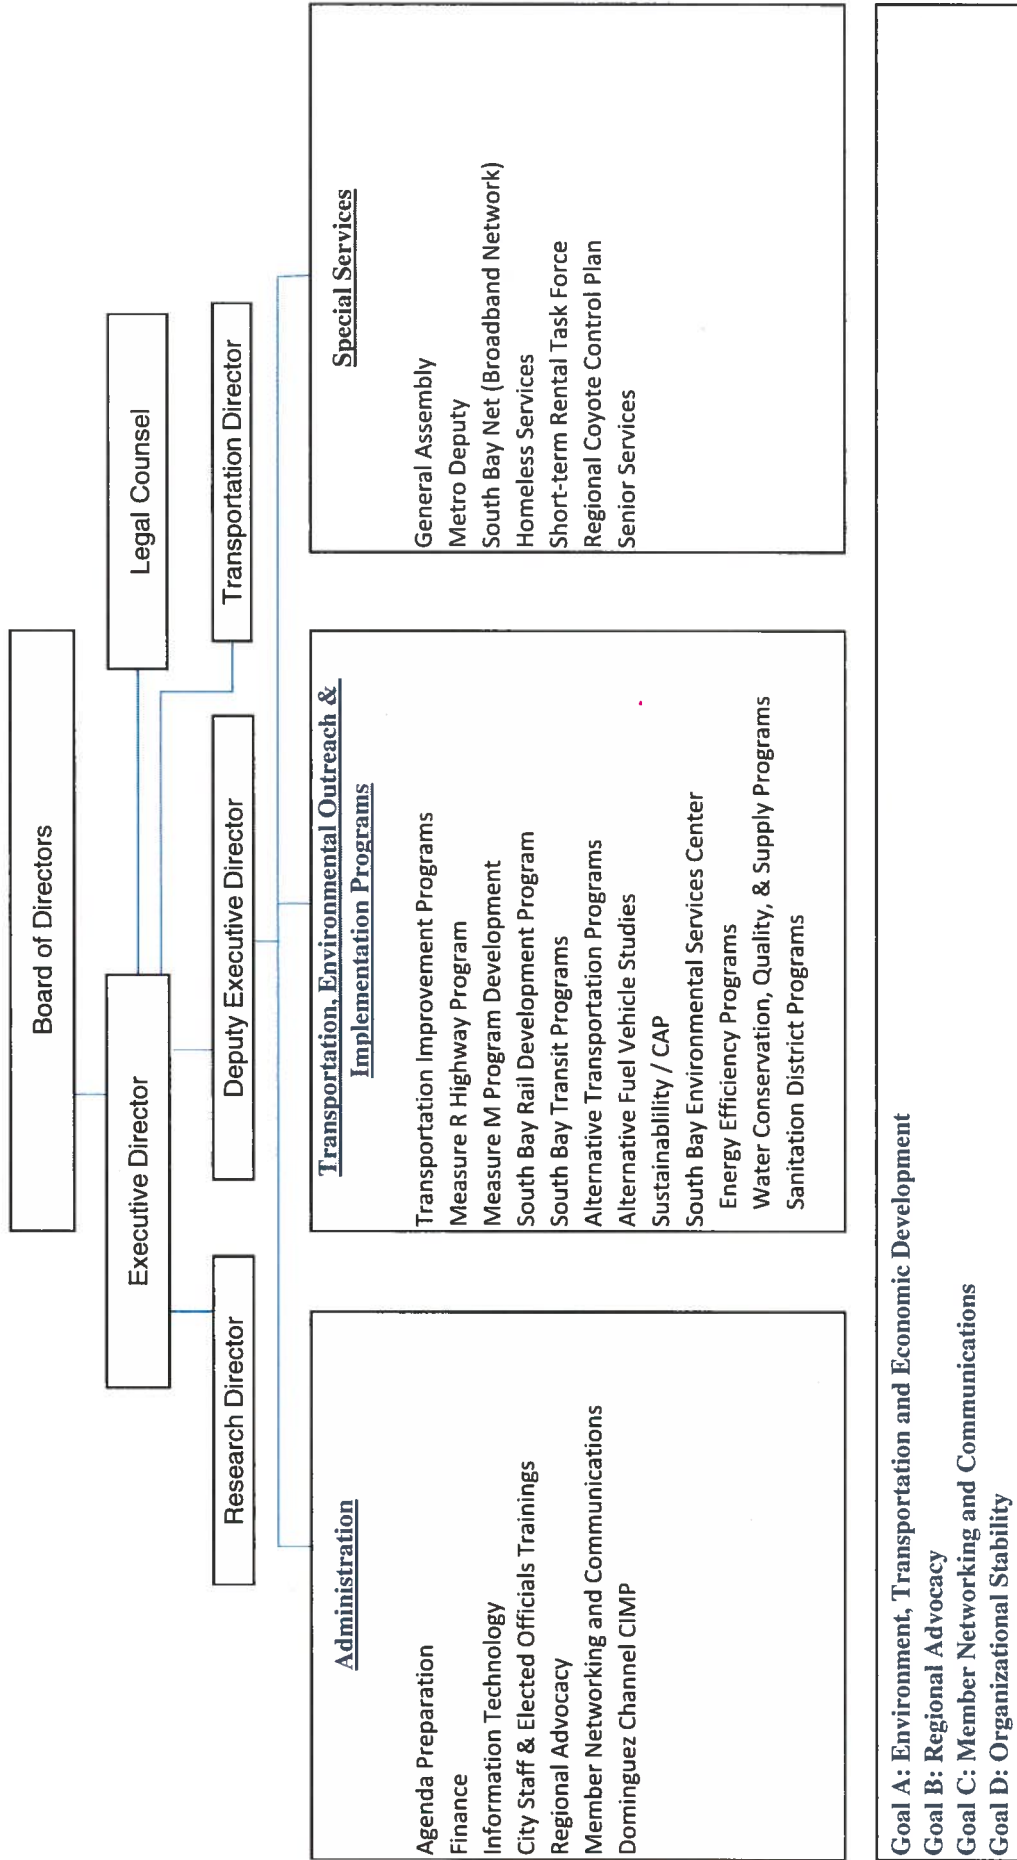 Board of Directors
Executive Director
Legal Counsel
Research Director
Deputy Executive Director
Transportation Director
Administration
Agenda Preparation
Finance
Information Technology
City Staff & Elected Officials Trainings
Regional Advocacy
Member Networking and Communications
Dominguez Channel CIMP
Transportation, Environmental Outreach &
Implementation Programs
Transportation Improvement Programs
Measure R Highway Program
Measure M Program Development
South Bay Rail Development Program
South Bay Transit Programs
Alternative Transportation Programs
Alternative Fuel Vehicle Studies
Sustainablility / CAP
South Bay Environmental Services Center
Energy Efficiency Programs
Water Conservation, Quality, & Supply Programs
Sanitation District Programs
Special Services
General Assembly
Metro Deputy
South Bay Net (Broadband Network)
Homeless Services
Short-term Rental Task Force
Regional Coyote Control Plan
Senior Services
Goal A: Environment, Transportation and Economic Development
Goal B: Regional Advocacy
Goal C: Member Networking and Communications
Goal D: Organizational Stability